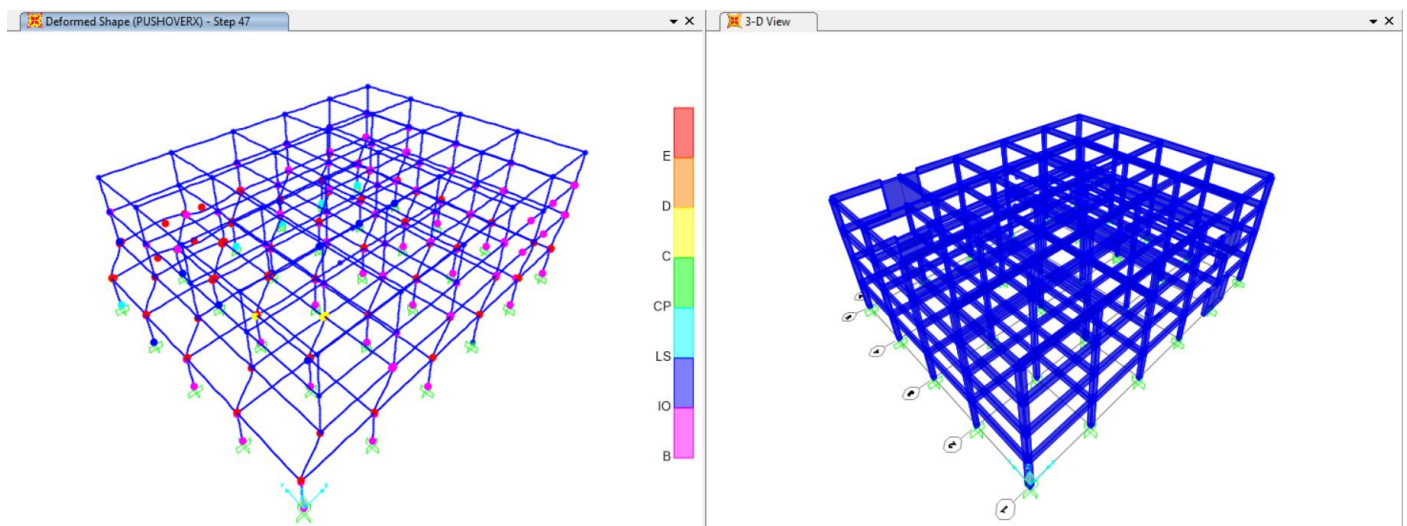 Deformed Shape (PUSHOVERX) - Step 47
3-D View
E
D
C
CP
LS
IO
B